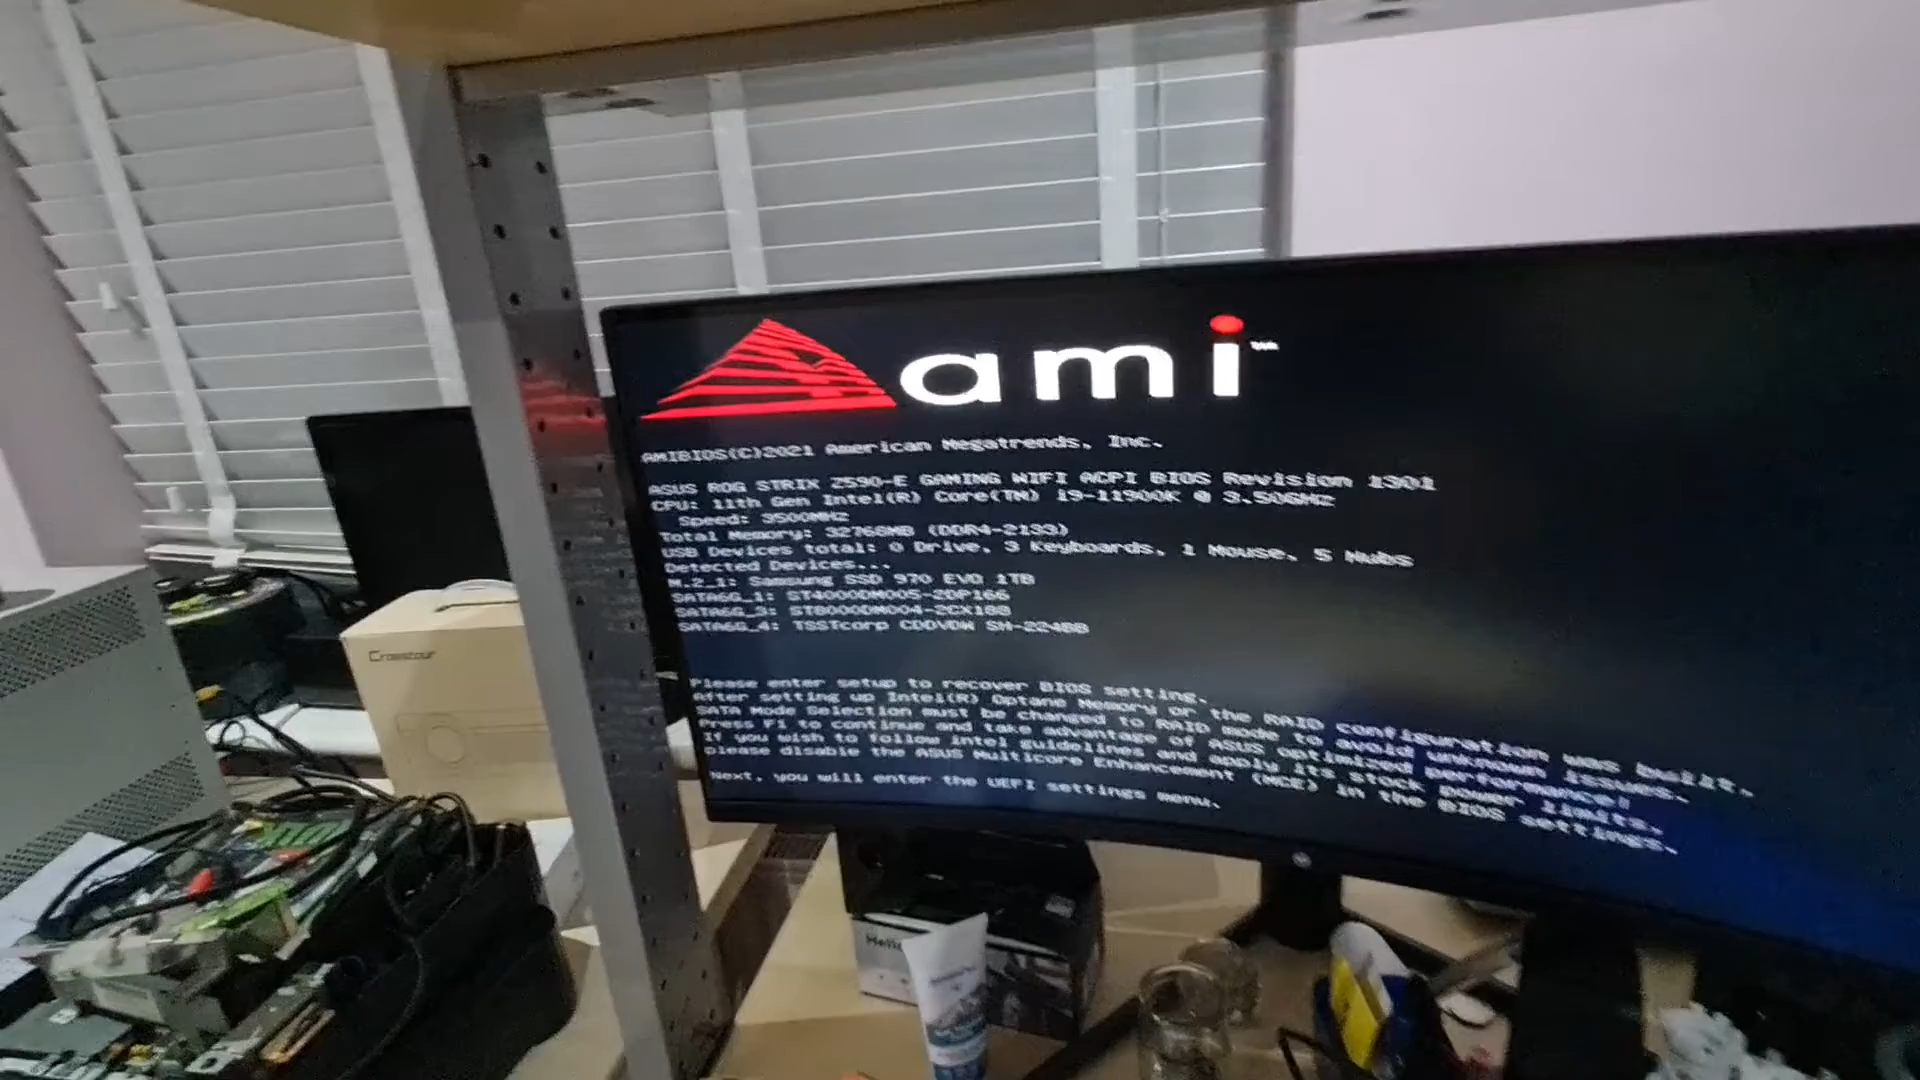 ami
AMIBIOS(C)2021 American Megatrends, Inc.
ASUS ROG STRIX Z590-E GAMING WIFI ACPI BIOS Revision 1301
CPU: 11th Gen Intel(R) Core(TM) i9-11900K @ 3.50GHz
Speed: 3500MHz
Total Memory: 32768MB (DDR4-2133)
USB Devices total: 0 Drive, 3 Keyboards, 1 Mouse, 5 Hubs
Detected Devices...
M.2_1: Samsung SSD 970 EVO 1TB
SATA6G_1: ST4000DM005-2DP166
SATA6G_3: ST8000DM004-2CX188
SATA6G_4: TSSTcorp CDDVDW SH-224BB
Please enter setup to recover BIOS setting.
After setting up Intel(R) Optane Memory or the RAID configuration was built,
SATA Mode Selection must be changed to RAID mode to avoid unknown issues.
Press F1 to continue and take advantage of ASUS optimized performance!
If you wish to follow intel guidelines and apply its stock power limits,
please disable the ASUS Multicore Enhancement (MCE) in the BIOS settings.
Next, you will enter the UEFI settings menu.
Crosstour